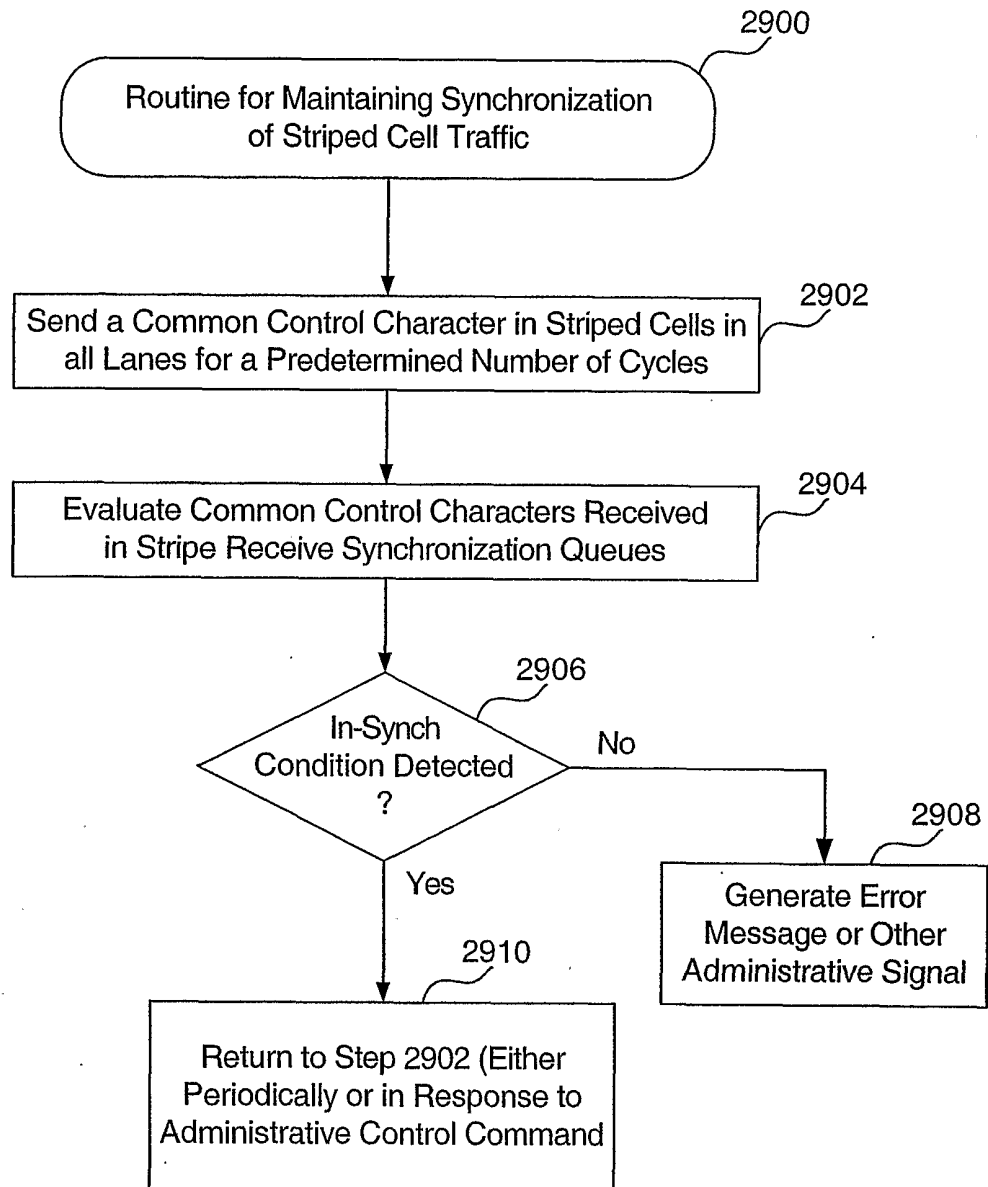 2900
Routine for Maintaining Synchronization
of Striped Cell Traffic
2902
Send a Common Control Character in Striped Cells in
all Lanes for a Predetermined Number of Cycles
2904
Evaluate Common Control Characters Received
in Stripe Receive Synchronization Queues
2906
In-Synch
Condition Detected
?
No
Yes
2908
Generate Error
Message or Other
Administrative Signal
2910
Return to Step 2902 (Either
Periodically or in Response to
Administrative Control Command